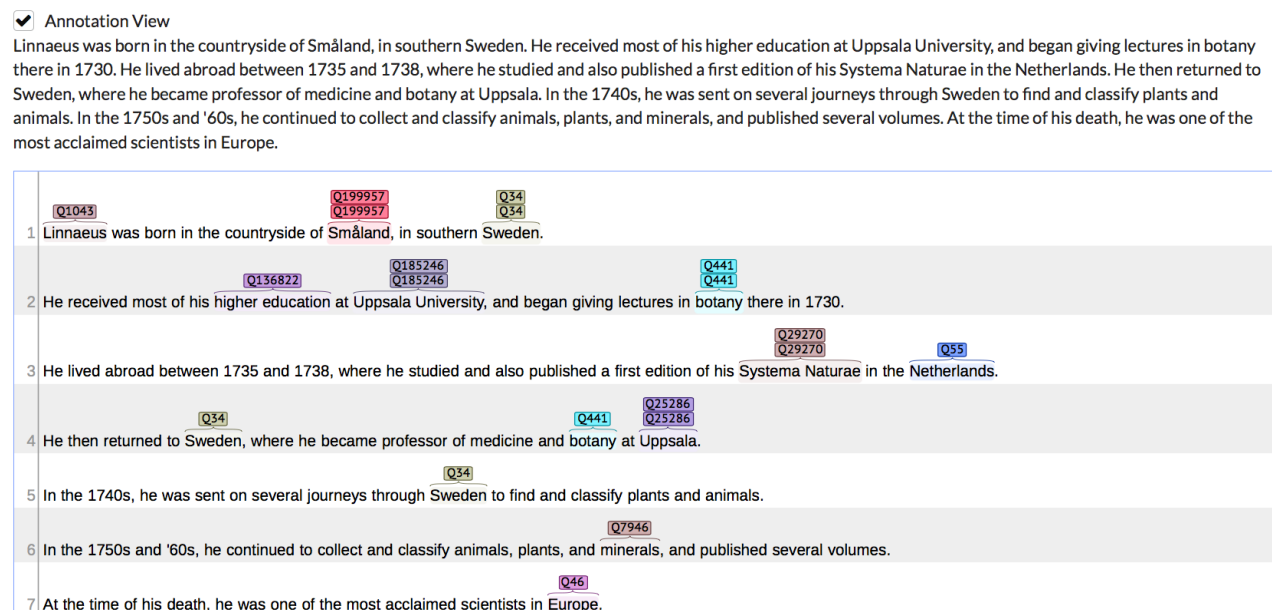 Annotation View
Linnaeus was born in the countryside of Småland, in southern Sweden. He received most of his higher education at Uppsala University, and began giving lectures in botany
there in 1730. He lived abroad between 1735 and 1738, where he studied and also published a first edition of his Systema Naturae in the Netherlands. He then returned to
Sweden, where he became professor of medicine and botany at Uppsala. In the 1740s, he was sent on several journeys through Sweden to find and classify plants and
animals. In the 1750s and '60s, he continued to collect and classify animals, plants, and minerals, and published several volumes. At the time of his death, he was one of the
most acclaimed scientists in Europe.
Q199957 Q34
Q1043 Q199957 Q34
1 Linnaeus was born in the countryside of Småland, in southern Sweden.
Q185246 Q441
Q136822 Q185246 Q441
2 He received most of his higher education at Uppsala University, and began giving lectures in botany there in 1730.
Q29270
Q29270 Q55
3 He lived abroad between 1735 and 1738, where he studied and also published a first edition of his Systema Naturae in the Netherlands.
Q25286
Q34 Q441 Q25286
4 He then returned to Sweden, where he became professor of medicine and botany at Uppsala.
Q34
5 In the 1740s, he was sent on several journeys through Sweden to find and classify plants and animals.
Q7946
6 In the 1750s and '60s, he continued to collect and classify animals, plants, and minerals, and published several volumes.
Q46
7 At the time of his death, he was one of the most acclaimed scientists in Europe.